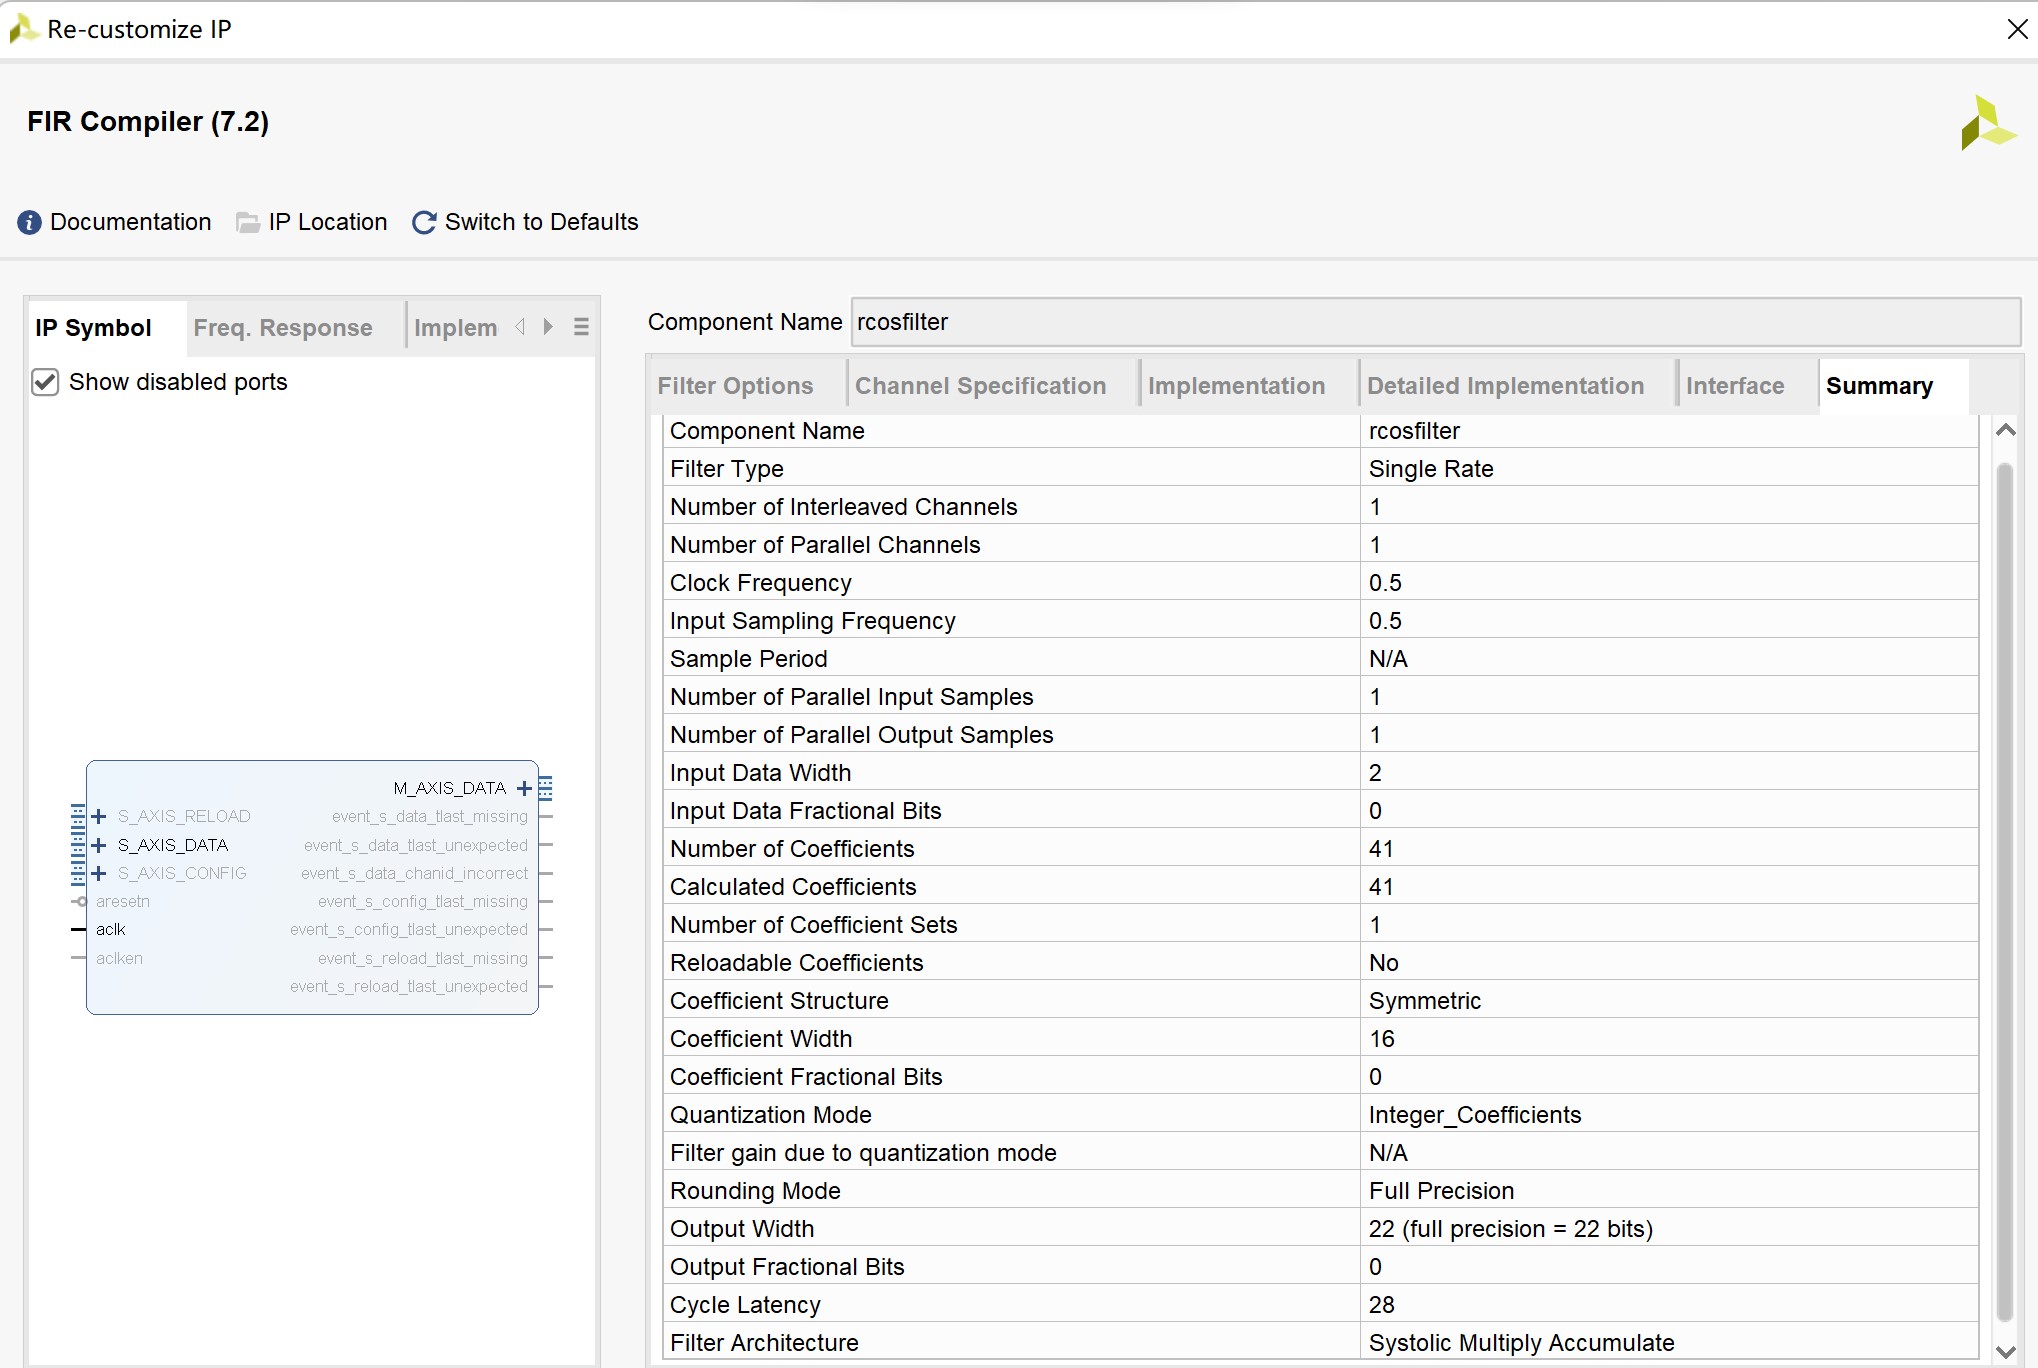 Re-customize IP
FIR Compiler (7.2)
Documentation IP Location Switch to Defaults
IP Symbol Freq. Response Implem
Show disabled ports
M_AXIS_DATA
S_AXIS_RELOAD event_s_data_tlast_missing
S_AXIS_DATA event_s_data_tlast_unexpected
S_AXIS_CONFIG event_s_data_chanid_incorrect
aresetn event_s_config_tlast_missing
aclk event_s_config_tlast_unexpected
aclken event_s_reload_tlast_missing
event_s_reload_tlast_unexpected
Component Name rcosfilter
Filter Options Channel Specification Implementation Detailed Implementation Interface Summary
Component Name rcosfilter
Filter Type Single Rate
Number of Interleaved Channels 1
Number of Parallel Channels 1
Clock Frequency 0.5
Input Sampling Frequency 0.5
Sample Period N/A
Number of Parallel Input Samples 1
Number of Parallel Output Samples 1
Input Data Width 2
Input Data Fractional Bits 0
Number of Coefficients 41
Calculated Coefficients 41
Number of Coefficient Sets 1
Reloadable Coefficients No
Coefficient Structure Symmetric
Coefficient Width 16
Coefficient Fractional Bits 0
Quantization Mode Integer_Coefficients
Filter gain due to quantization mode N/A
Rounding Mode Full Precision
Output Width 22 (full precision = 22 bits)
Output Fractional Bits 0
Cycle Latency 28
Filter Architecture Systolic Multiply Accumulate